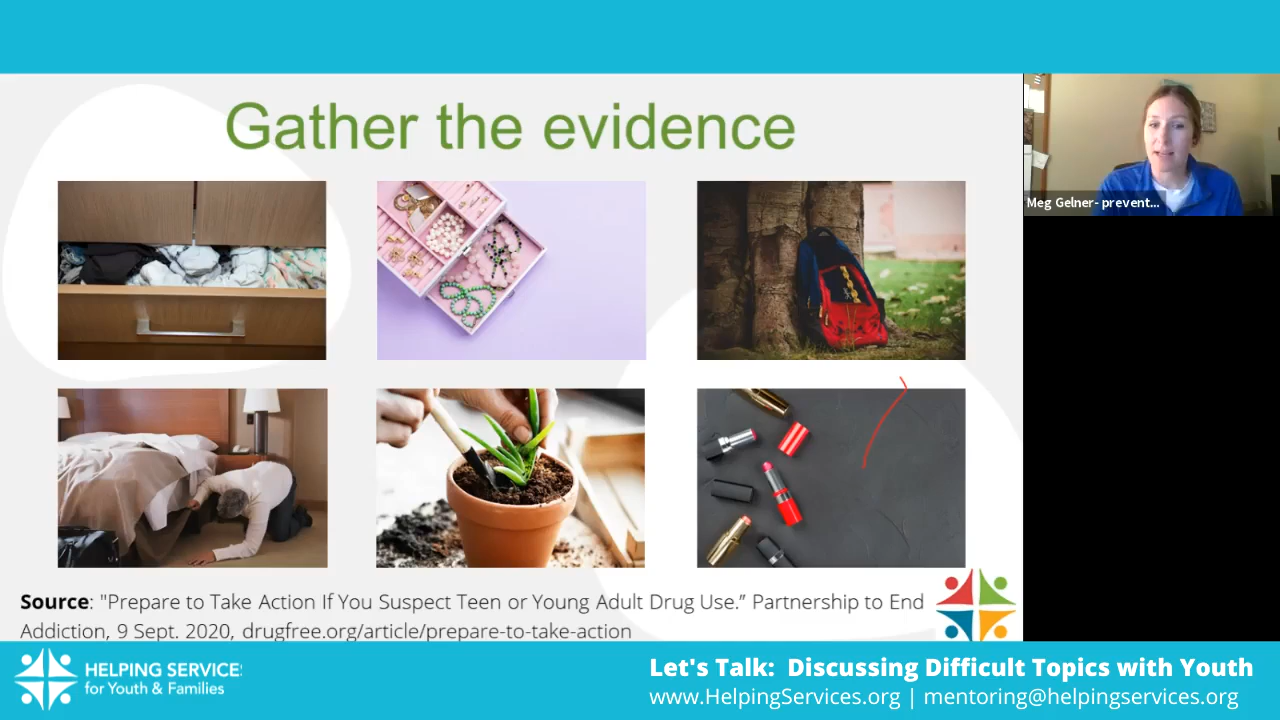 Gather the evidence
Meg Gelner- prevent...
Source: "Prepare to Take Action If You Suspect Teen or Young Adult Drug Use.” Partnership to End
Addiction, 9 Sept. 2020, drugfree.org/article/prepare-to-take-action
HELPING SERVICES
for Youth & Families
Let's Talk: Discussing Difficult Topics with Youth
www.HelpingServices.org | mentoring@helpingservices.org